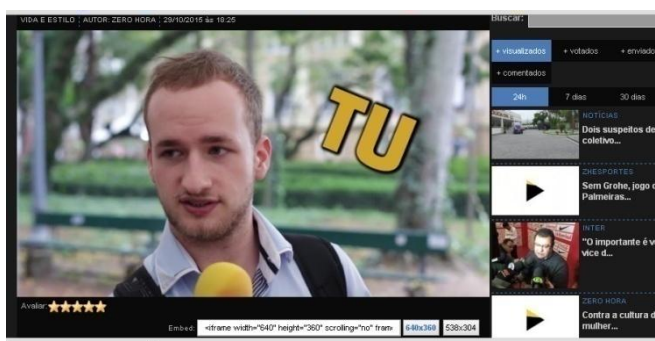 VIDA E ESTILO | AUTOR: ZERO HORA | 29/10/2015 às 18:25
TU
Avaliar:
Embed: <iframe width="640" height="360" scrolling="no" fram
640x360 538x304
Buscar:
+ visualizados + votados + enviado
+ comentados
24h 7 dias 30 dias
NOTÍCIAS
Dois suspeitos de
coletivo...
ZHESPORTES
Sem Grohe, jogo
Palmeiras...
INTER
"O importante é v
vice d...
ZERO HORA
Contra a cultura d
mulher...